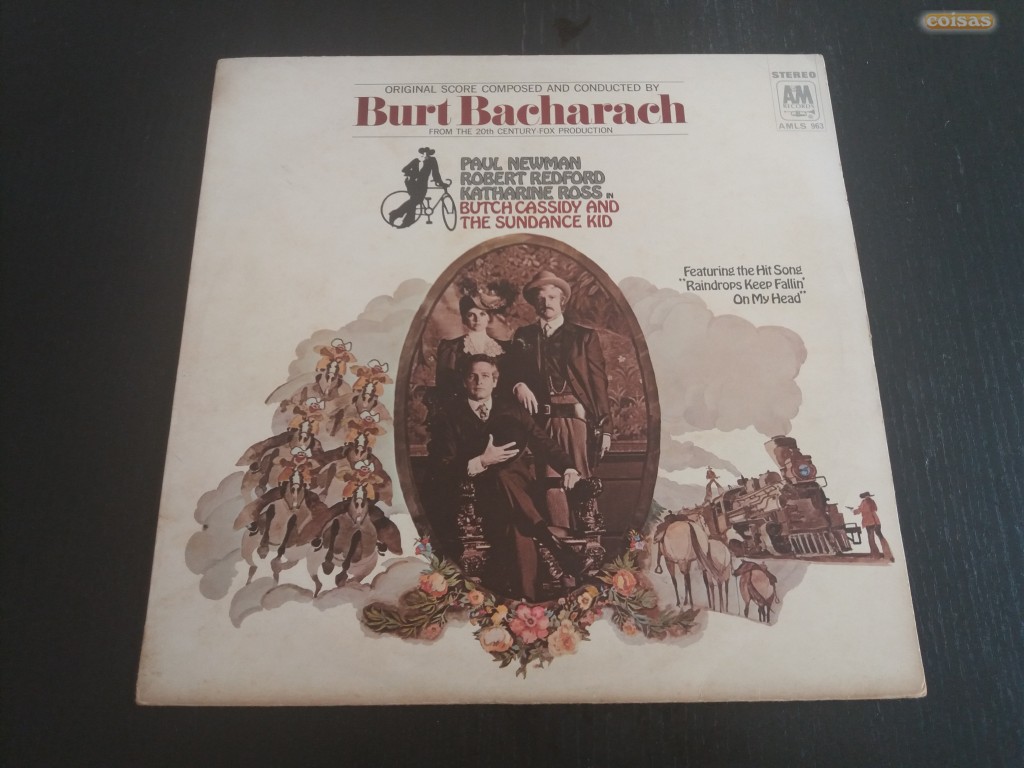 coisas
ORIGINAL SCORE COMPOSED AND CONDUCTED BY
Burt Bacharach
FROM THE 20th CENTURY-FOX PRODUCTION
STEREO
A&M
RECORDS
AMLS 963
PAUL NEWMAN
ROBERT REDFORD
KATHARINE ROSS IN
BUTCH CASSIDY AND
THE SUNDANCE KID
Featuring the Hit Song
"Raindrops Keep Fallin'
On My Head"